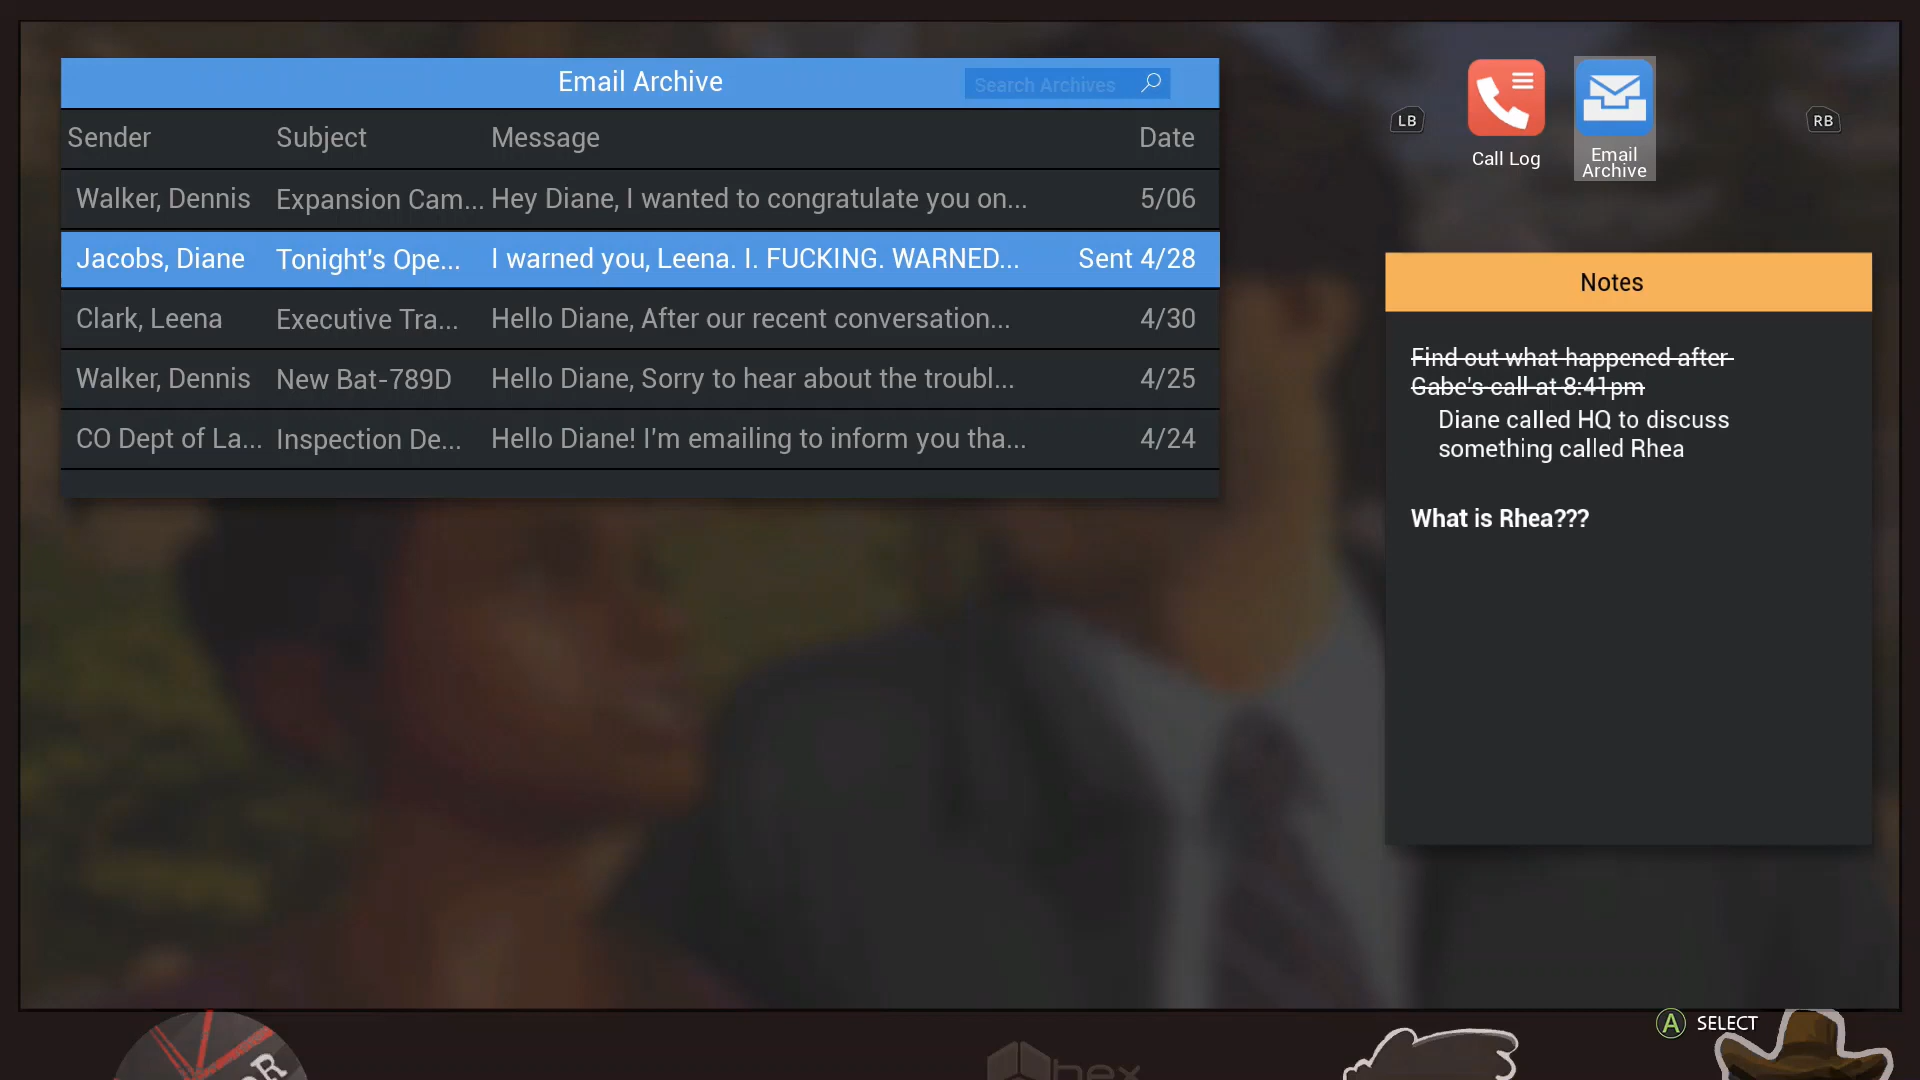 Email Archive
Search Archives
Sender Subject Message Date
Walker, Dennis Expansion Cam... Hey Diane, I wanted to congratulate you on... 5/06
Jacobs, Diane Tonight's Ope... I warned you, Leena. I. FUCKING. WARNED... Sent 4/28
Clark, Leena Executive Tra... Hello Diane, After our recent conversation... 4/30
Walker, Dennis New Bat-789D Hello Diane, Sorry to hear about the troubl... 4/25
CO Dept of La... Inspection De... Hello Diane! I'm emailing to inform you tha... 4/24
LB
Call Log
Email
Archive
RB
Notes
Find out what happened after
Gabe's call at 8:41pm
Diane called HQ to discuss
something called Rhea
What is Rhea???
A SELECT
hex